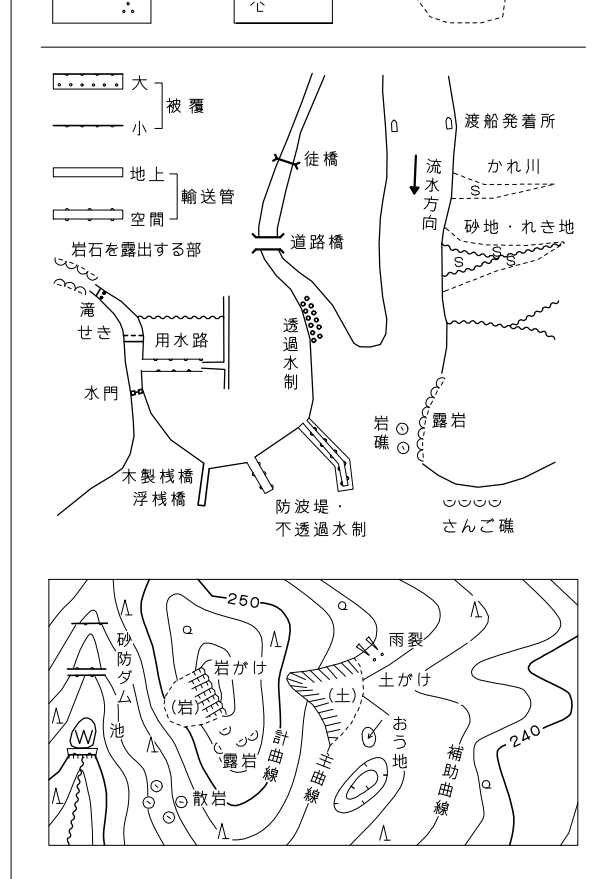 大
小
被覆
地上
空間
輸送管
岩石を露出する部
滝
せき
用水路
水門
木製桟橋
浮桟橋
徒橋
道路橋
透過水制
防波堤・
不透過水制
渡船発着所
流水方向
かれ川
砂地・れき地
岩礁
露岩
さんご礁
250
砂防ダム
池
W
岩がけ
(岩)
露岩
散岩
計曲線
主曲線
雨裂
土がけ
(土)
おう地
補助曲線
240